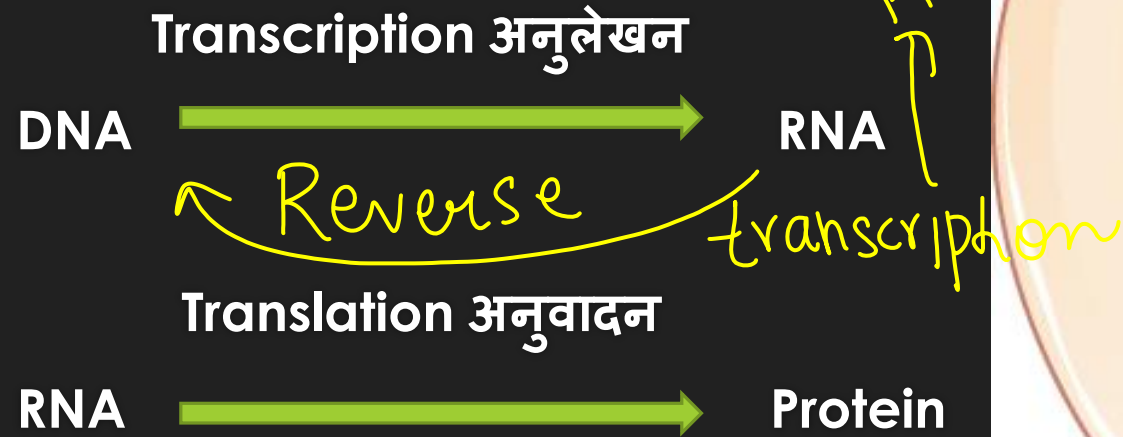 Transcription अनुलेखन
DNA RNA
Reverse
transcription
Translation अनुवादन
RNA Protein